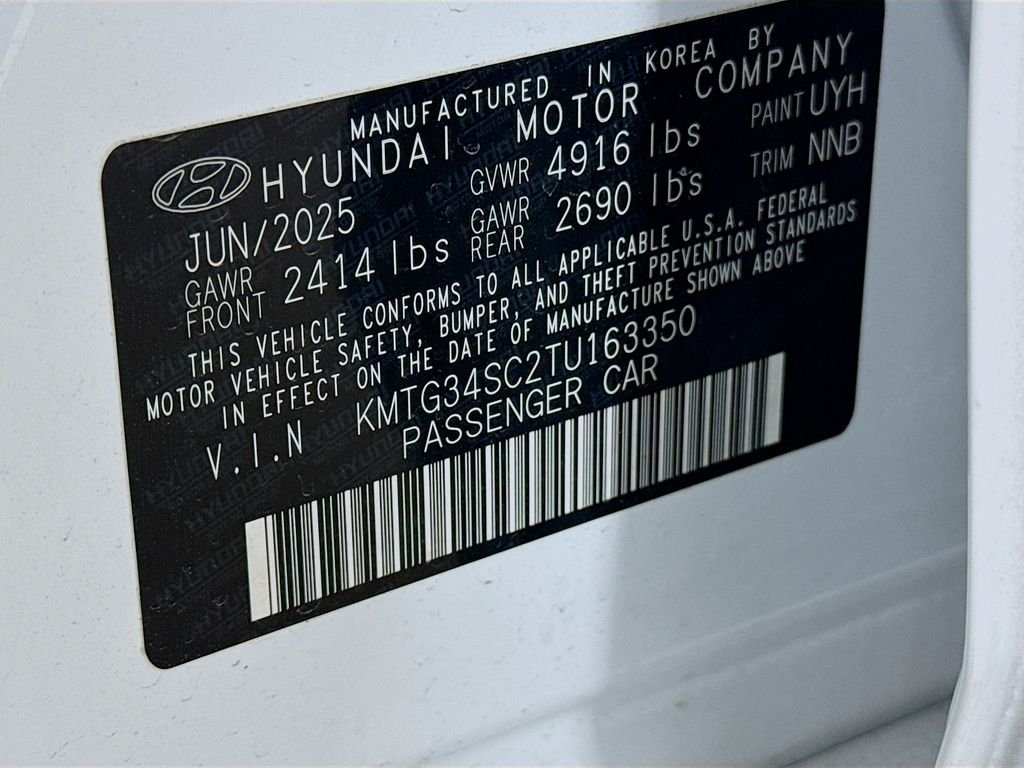 MANUFACTURED IN KOREA BY
HYUNDAI MOTOR COMPANY
JUN/2025 GVWR 4916 lbs PAINT UYH
GAWR FRONT 2414 lbs GAWR REAR 2690 lbs TRIM NNB
THIS VEHICLE CONFORMS TO ALL APPLICABLE U.S.A. FEDERAL
MOTOR VEHICLE SAFETY, BUMPER, AND THEFT PREVENTION STANDARDS
IN EFFECT ON THE DATE OF MANUFACTURE SHOWN ABOVE
V.I.N KMTG34SC2TU163350
PASSENGER CAR